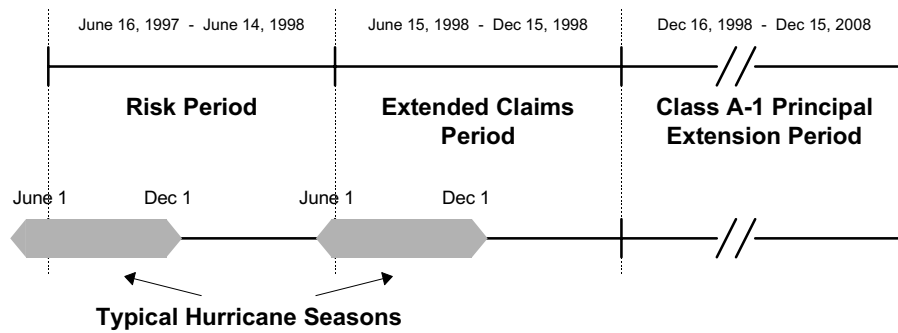 June 16, 1997 - June 14, 1998
June 15, 1998 - Dec 15, 1998
Dec 16, 1998 - Dec 15, 2008
Risk Period
Extended Claims
Period
Class A-1 Principal
Extension Period
June 1
Dec 1
June 1
Dec 1
Typical Hurricane Seasons